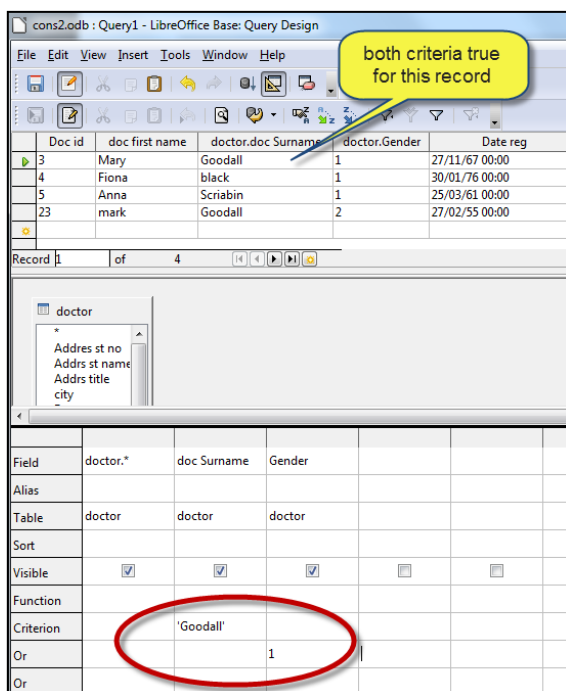 cons2.odb : Query1 - LibreOffice Base: Query Design
File Edit View Insert Tools Window Help
both criteria true
for this record
Doc id doc first name doctor.doc Surname doctor.Gender Date reg
3 Mary Goodall 1 27/11/67 00:00
4 Fiona black 1 30/01/76 00:00
5 Anna Scriabin 1 25/03/61 00:00
23 mark Goodall 2 27/02/55 00:00
Record 1 of 4
doctor
*
Addres st no
Addrs st name
Addrs title
city
Field doctor.* doc Surname Gender
Alias
Table doctor doctor doctor
Sort
Visible
Function
Criterion 'Goodall'
Or 1
Or